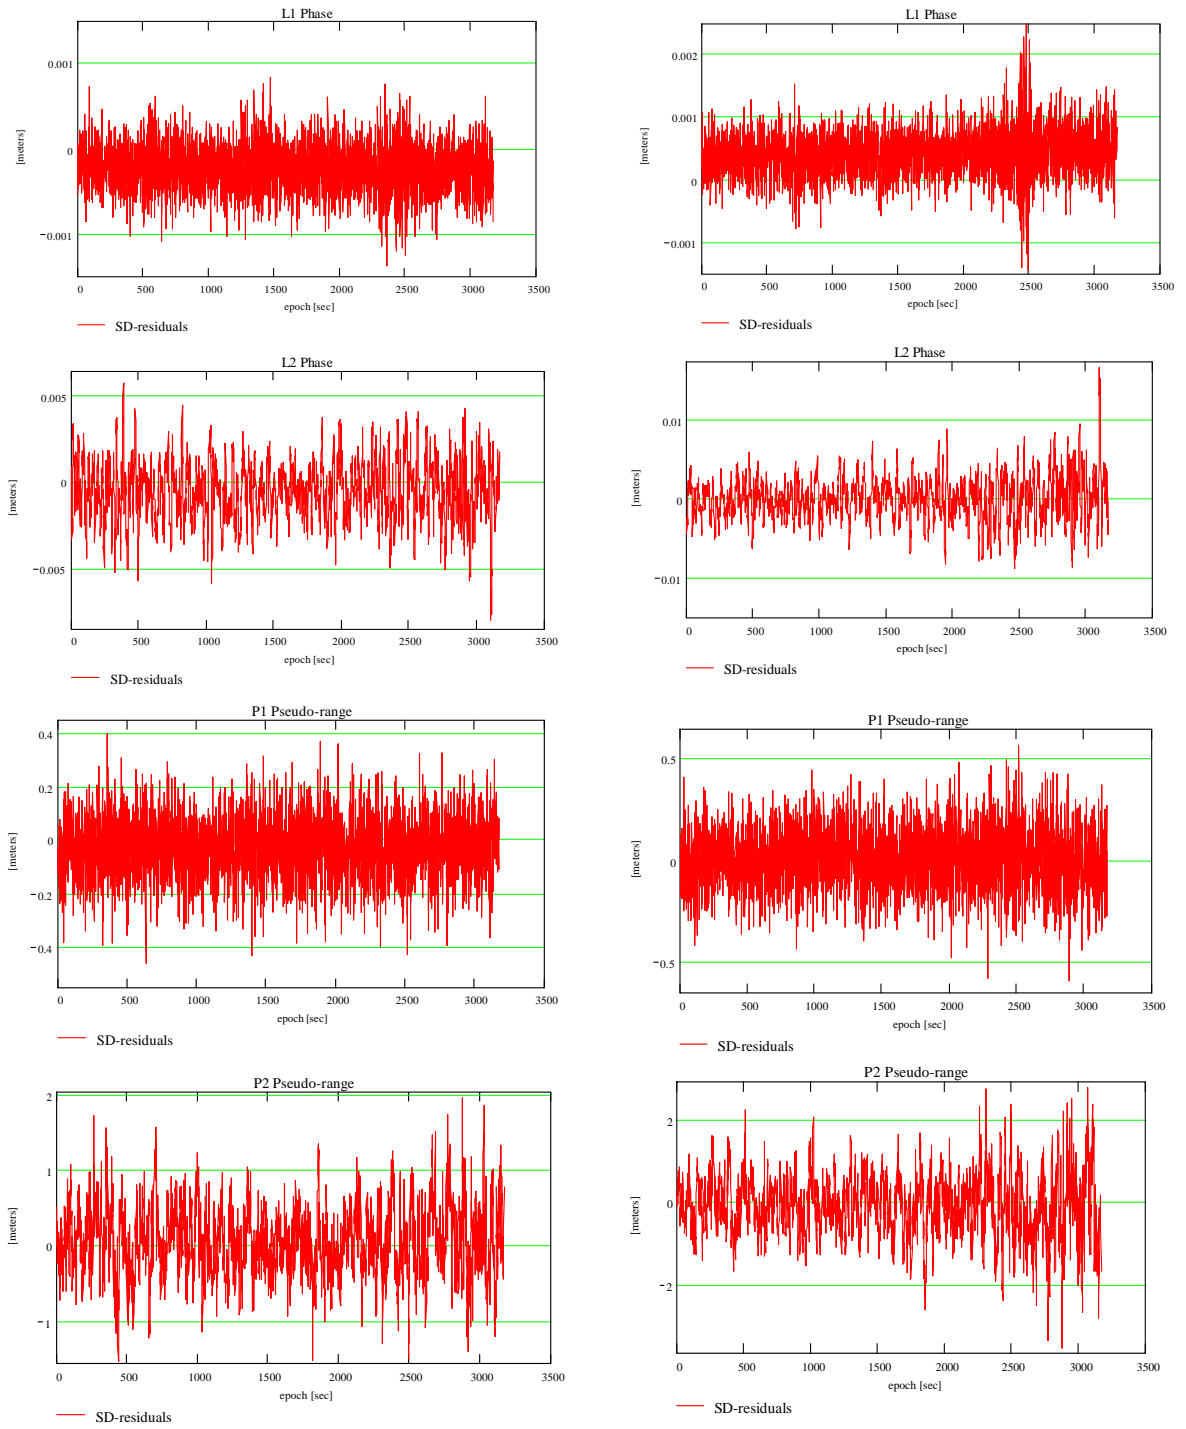 L1 Phase
0.001
0
−0.001
[meters]
0 500 1000 1500 2000 2500 3000 3500
epoch [sec]
SD-residuals
L1 Phase
0.002
0.001
0
−0.001
[meters]
0 500 1000 1500 2000 2500 3000 3500
epoch [sec]
SD-residuals
L2 Phase
0.005
0
−0.005
[meters]
0 500 1000 1500 2000 2500 3000 3500
epoch [sec]
SD-residuals
L2 Phase
0.01
0
−0.01
[meters]
0 500 1000 1500 2000 2500 3000 3500
epoch [sec]
SD-residuals
P1 Pseudo-range
0.4
0.2
0
−0.2
−0.4
[meters]
0 500 1000 1500 2000 2500 3000 3500
epoch [sec]
SD-residuals
P1 Pseudo-range
0.5
0
−0.5
[meters]
0 500 1000 1500 2000 2500 3000 3500
epoch [sec]
SD-residuals
P2 Pseudo-range
2
1
0
−1
[meters]
0 500 1000 1500 2000 2500 3000 3500
epoch [sec]
SD-residuals
P2 Pseudo-range
2
0
−2
[meters]
0 500 1000 1500 2000 2500 3000 3500
epoch [sec]
SD-residuals